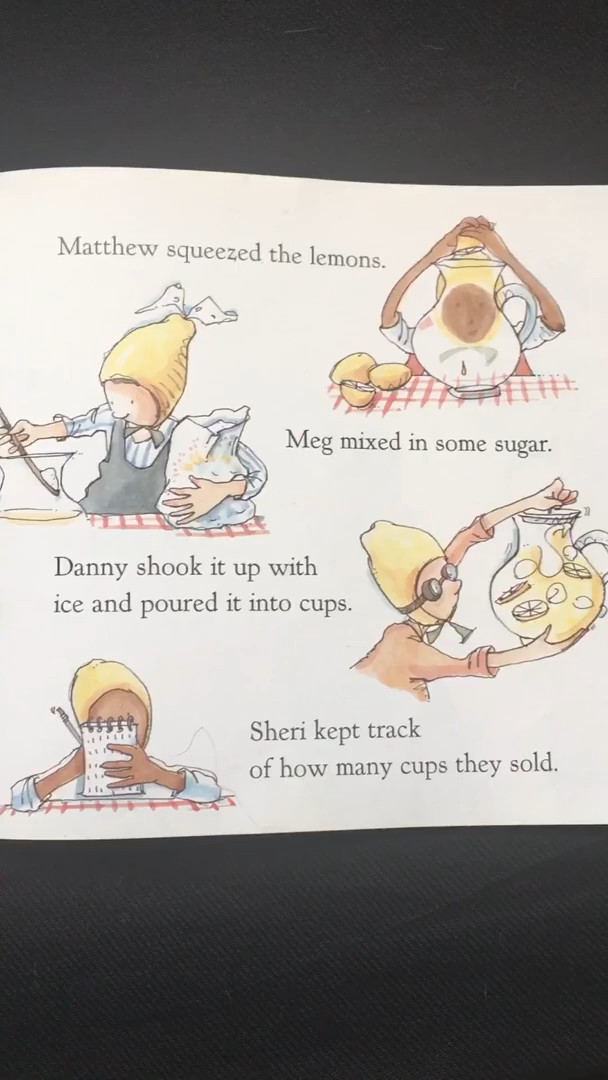 Matthew squeezed the lemons.
Meg mixed in some sugar.
Danny shook it up with
ice and poured it into cups.
Sheri kept track
of how many cups they sold.